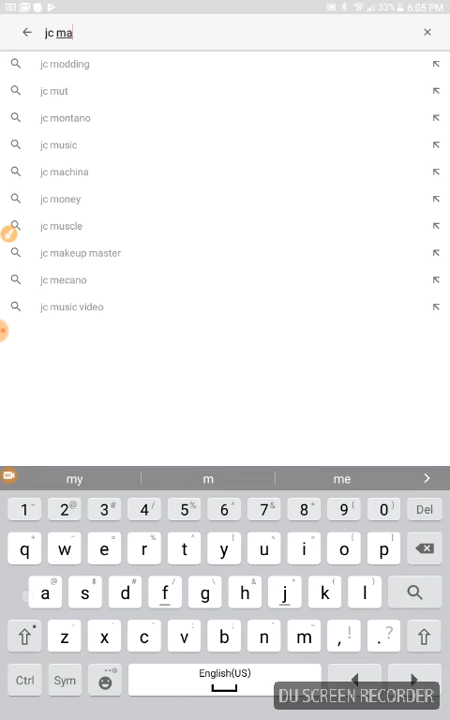 33% 6:05 PM
jc ma
jc modding
jc mut
jc montano
jc music
jc machina
jc money
jc muscle
jc makeup master
jc mecano
jc music video
my m me
1 2 3 4 5 6 7 8 9 0 Del
q w e r t y u i o p
a s d f g h j k l
z x c v b n m , ! . ?
Ctrl Sym English(US)
DU SCREEN RECORDER